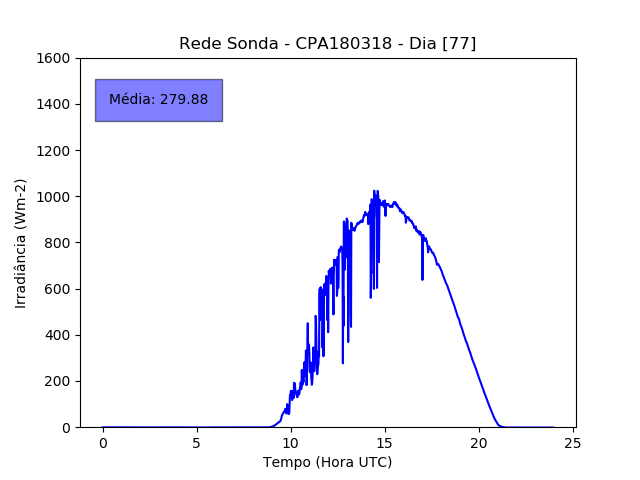 Rede Sonda - CPA180318 - Dia [77]
1600
1400
1200
1000
800
600
400
200
0
Média: 279.88
Irradiância (Wm-2)
0 5 10 15 20 25
Tempo (Hora UTC)